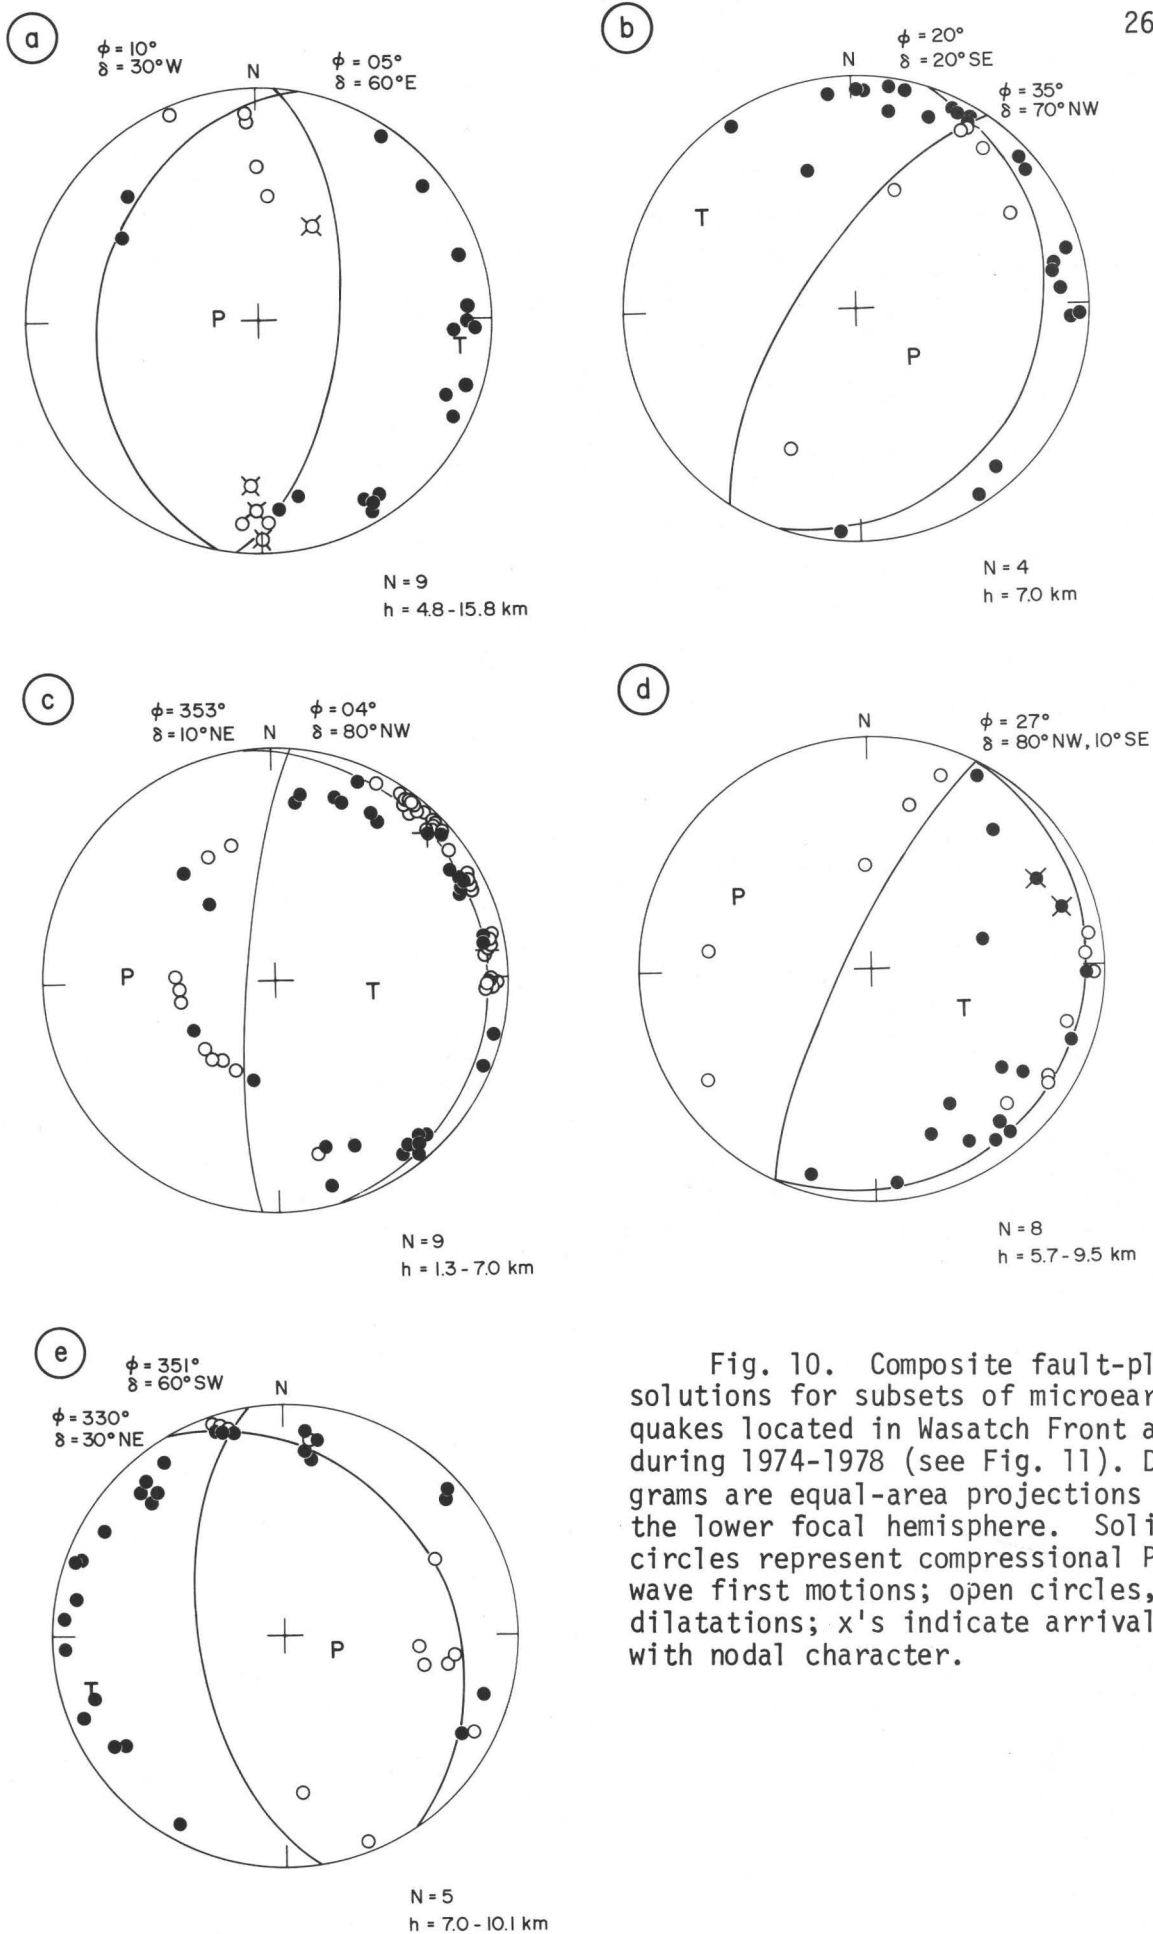 26
a
ϕ = 10°
δ = 30°W
N
ϕ = 05°
δ = 60°E
P
T
N = 9
h = 4.8 - 15.8 km
b
N
ϕ = 20°
δ = 20°SE
ϕ = 35°
δ = 70°NW
T
P
N = 4
h = 7.0 km
c
ϕ = 353°
δ = 10°NE
N
ϕ = 04°
δ = 80°NW
P
T
N = 9
h = 1.3 - 7.0 km
d
N
ϕ = 27°
δ = 80°NW, 10°SE
P
T
N = 8
h = 5.7 - 9.5 km
e
ϕ = 351°
δ = 60°SW
N
ϕ = 330°
δ = 30°NE
P
T
N = 5
h = 7.0 - 10.1 km
Fig. 10. Composite fault-pl
solutions for subsets of microear
quakes located in Wasatch Front a
during 1974-1978 (see Fig. 11). D
grams are equal-area projections
the lower focal hemisphere. Soli
circles represent compressional P
wave first motions; open circles,
dilatations; x's indicate arrival
with nodal character.